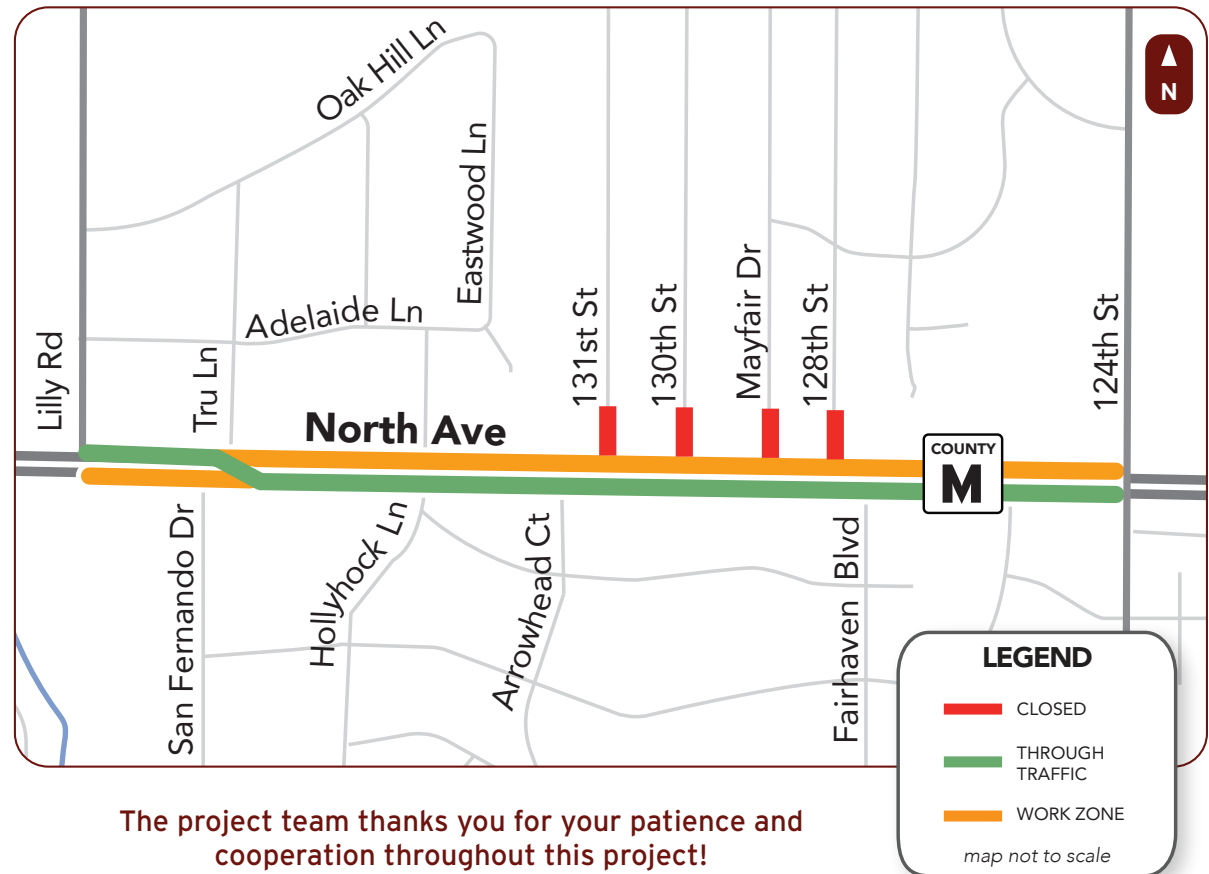 Oak Hill Ln
N
Eastwood Ln
Adelaide Ln
Lilly Rd
Tru Ln
131st St
130th St
Mayfair Dr
128th St
124th St
North Ave
COUNTY
M
San Fernando Dr
Hollyhock Ln
Arrowhead Ct
Fairhaven Blvd
LEGEND
CLOSED
THROUGH
TRAFFIC
WORK ZONE
map not to scale
The project team thanks you for your patience and
cooperation throughout this project!